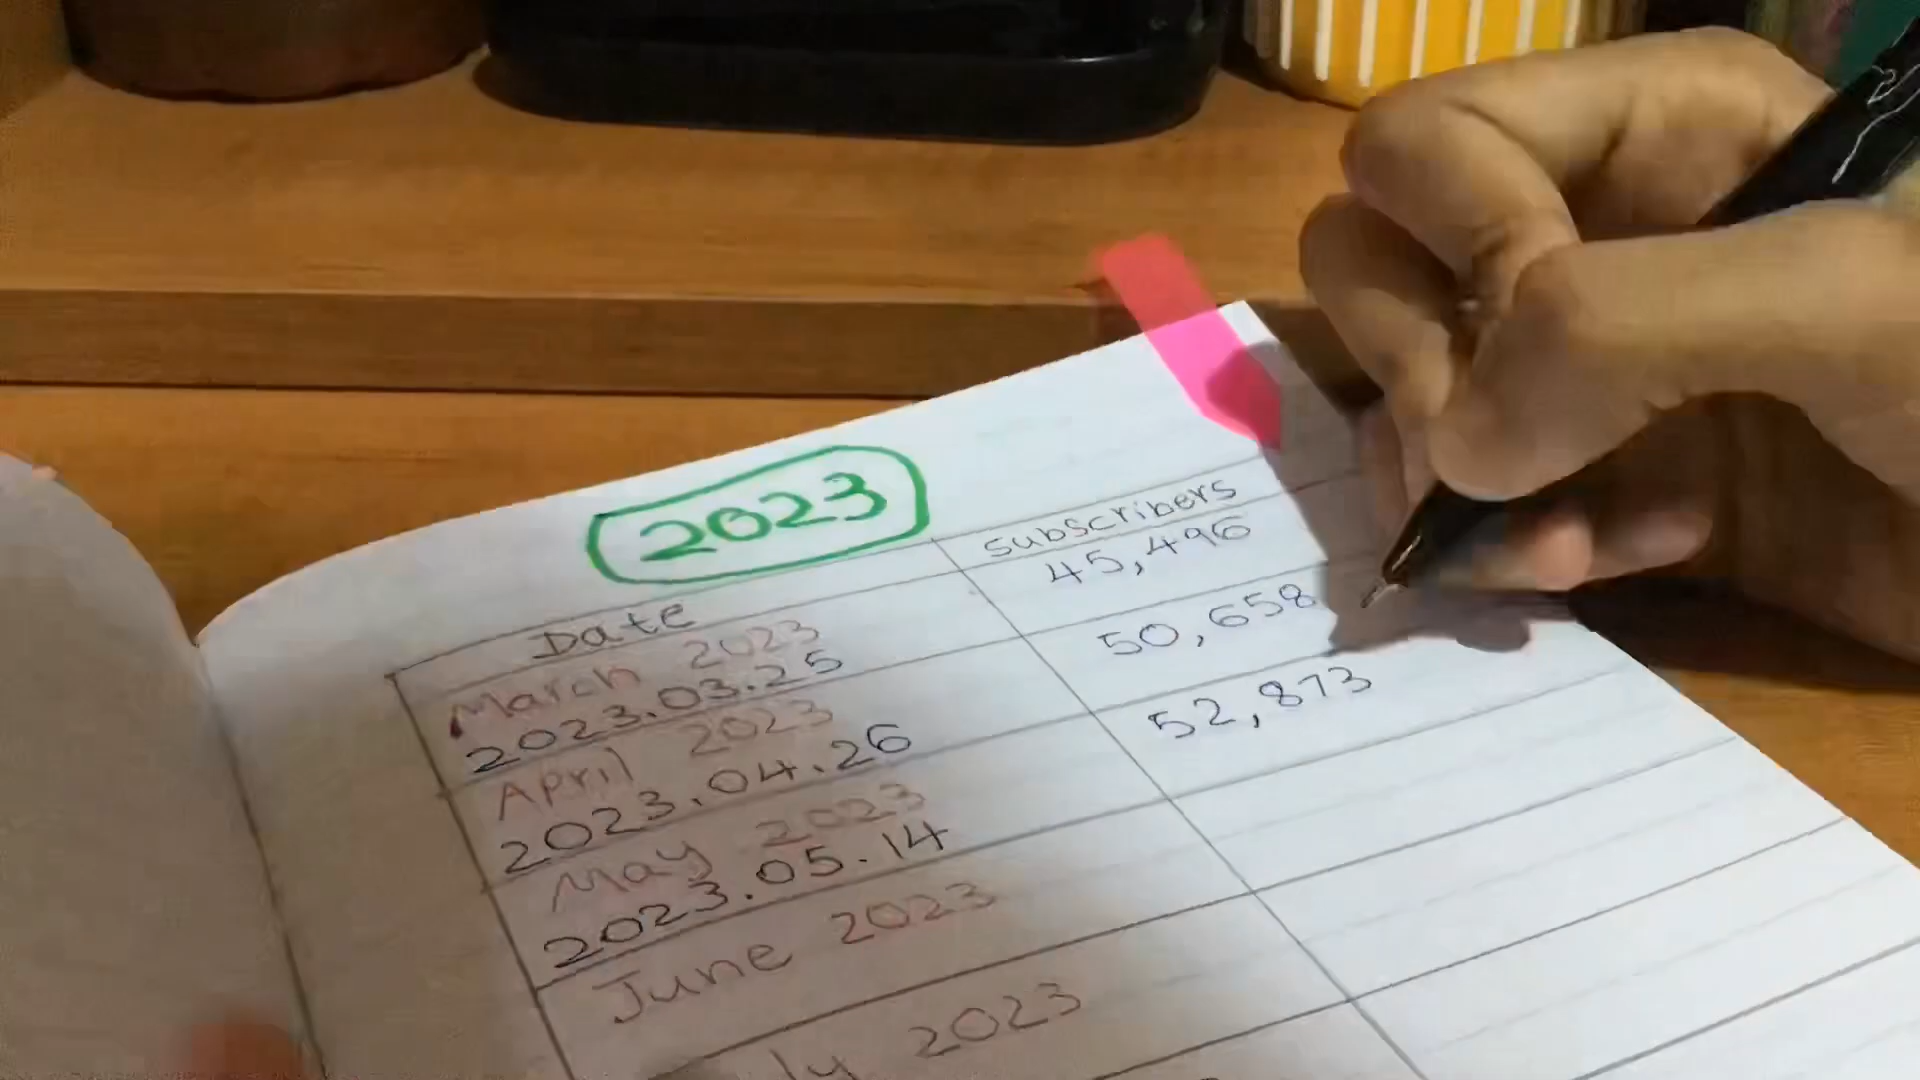 2023
Date
Subscribers
March 2023
2023.03.25
45,496
April 2023
2023.04.26
50,658
May 2023
2023.05.14
52,873
June 2023
2023